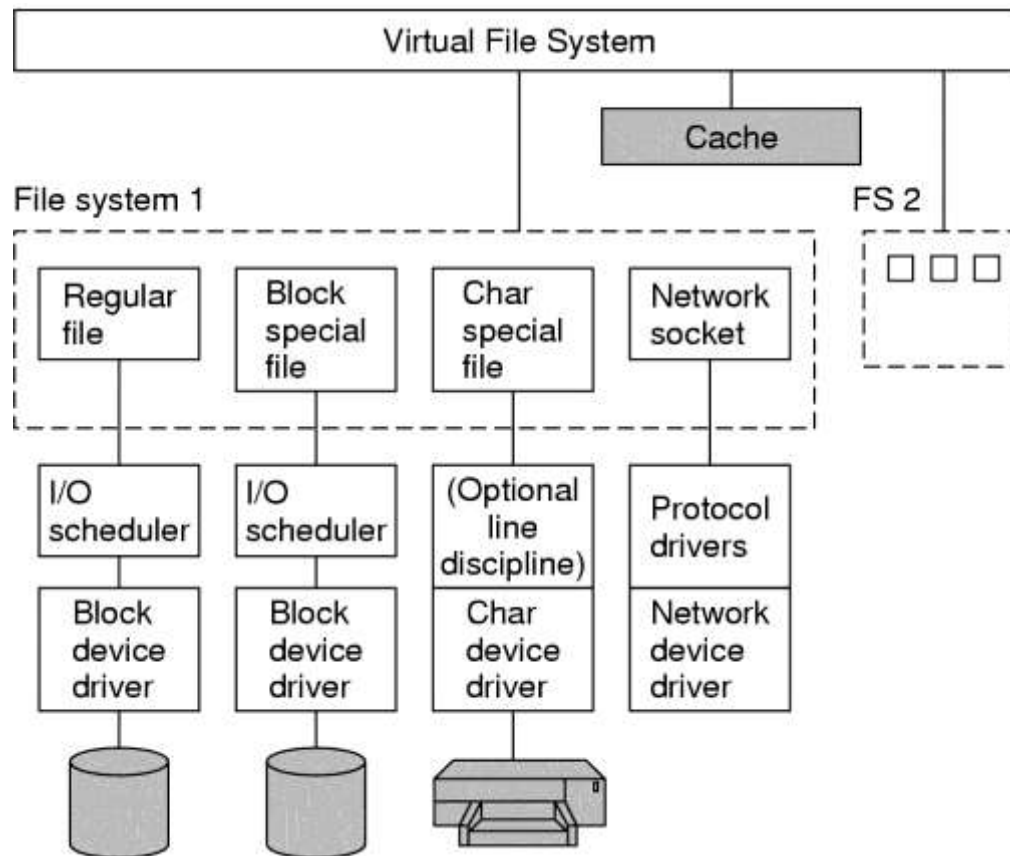 Virtual File System
Cache
File system 1
FS 2
Regular
file
Block
special
file
Char
special
file
Network
socket
I/O
scheduler
I/O
scheduler
(Optional
line
discipline)
Protocol
drivers
Block
device
driver
Block
device
driver
Char
device
driver
Network
device
driver